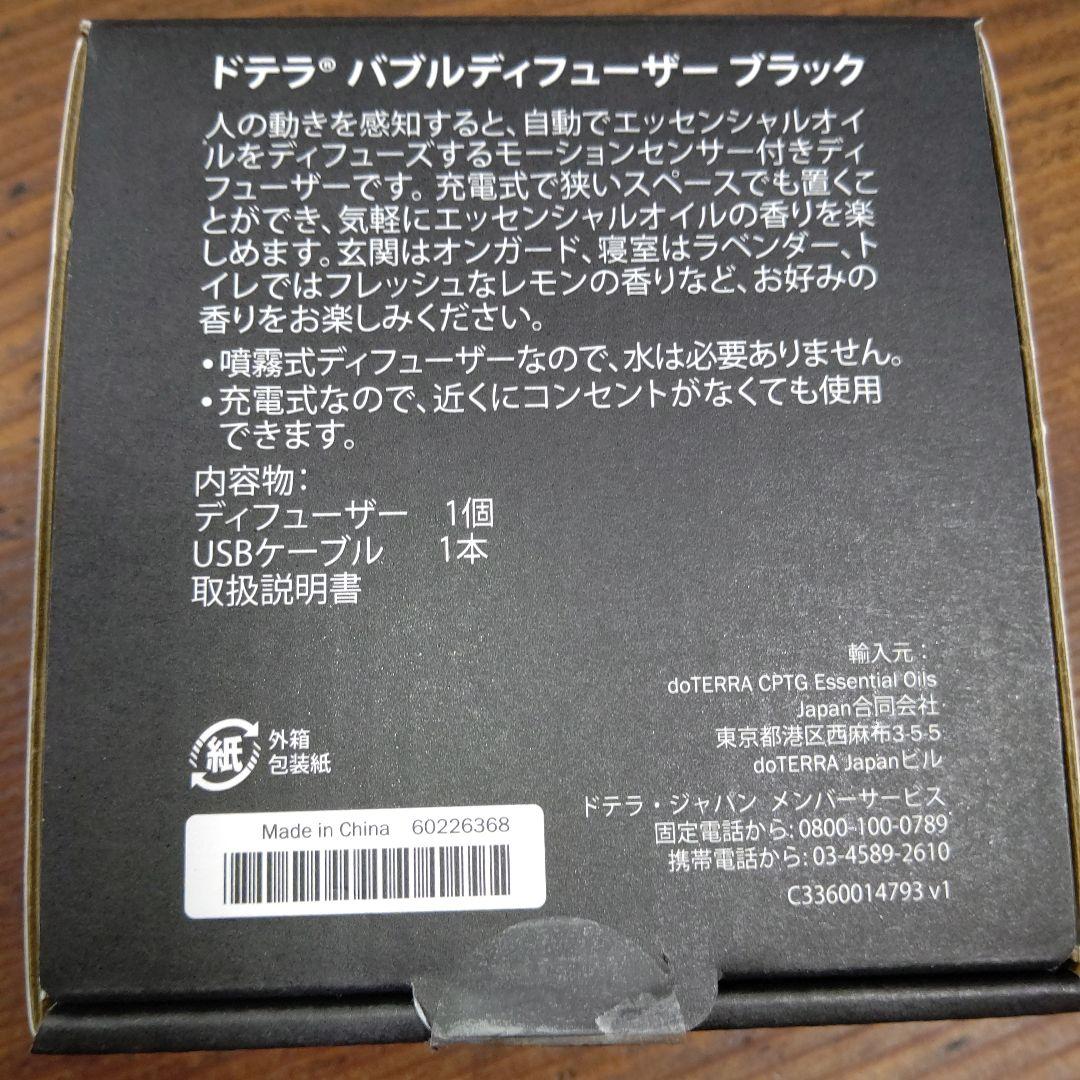 ドテラ® バブルディフューザー ブラック
人の動きを感知すると、自動でエッセンシャルオイ
ルをディフューズするモーションセンサー付きディ
フューザーです。充電式で狭いスペースでも置くこ
とができ、気軽にエッセンシャルオイルの香りを楽
しめます。玄関はオンガード、寝室はラベンダー、ト
イレではフレッシュなレモンの香りなど、お好みの
香りをお楽しみください。
•噴霧式ディフューザーなので、水は必要ありません。
•充電式なので、近くにコンセントがなくても使用
できます。
内容物：
ディフューザー 1個
USBケーブル 1本
取扱説明書
輸入元：
doTERRA CPTG Essential Oils
Japan合同会社
東京都港区西麻布3-5-5
doTERRA Japanビル
紙
外箱
包装紙
ドテラ・ジャパン メンバーサービス
固定電話から: 0800-100-0789
携帯電話から: 03-4589-2610
Made in China 60226368
C3360014793 v1